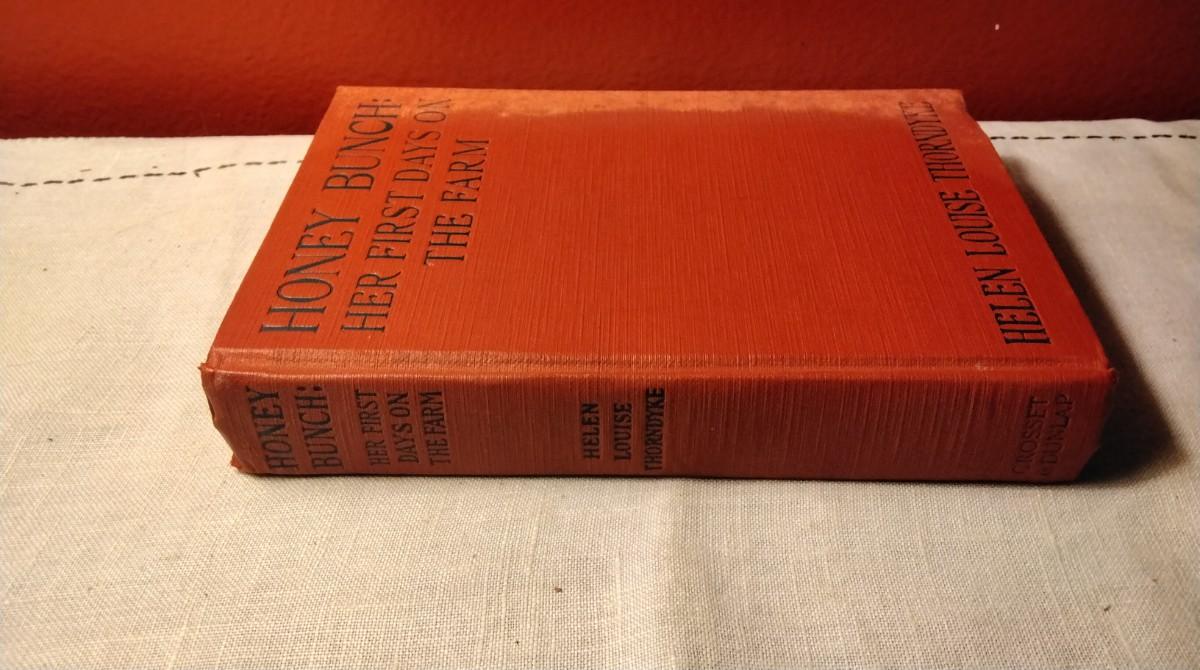 HONEY BUNCH:
HER FIRST DAYS ON
THE FARM
HELEN LOUISE THORNDYKE
HONEY
BUNCH:
HER FIRST
DAYS ON
THE FARM
HELEN
LOUISE
THORNDYKE
GROSSET
& DUNLAP